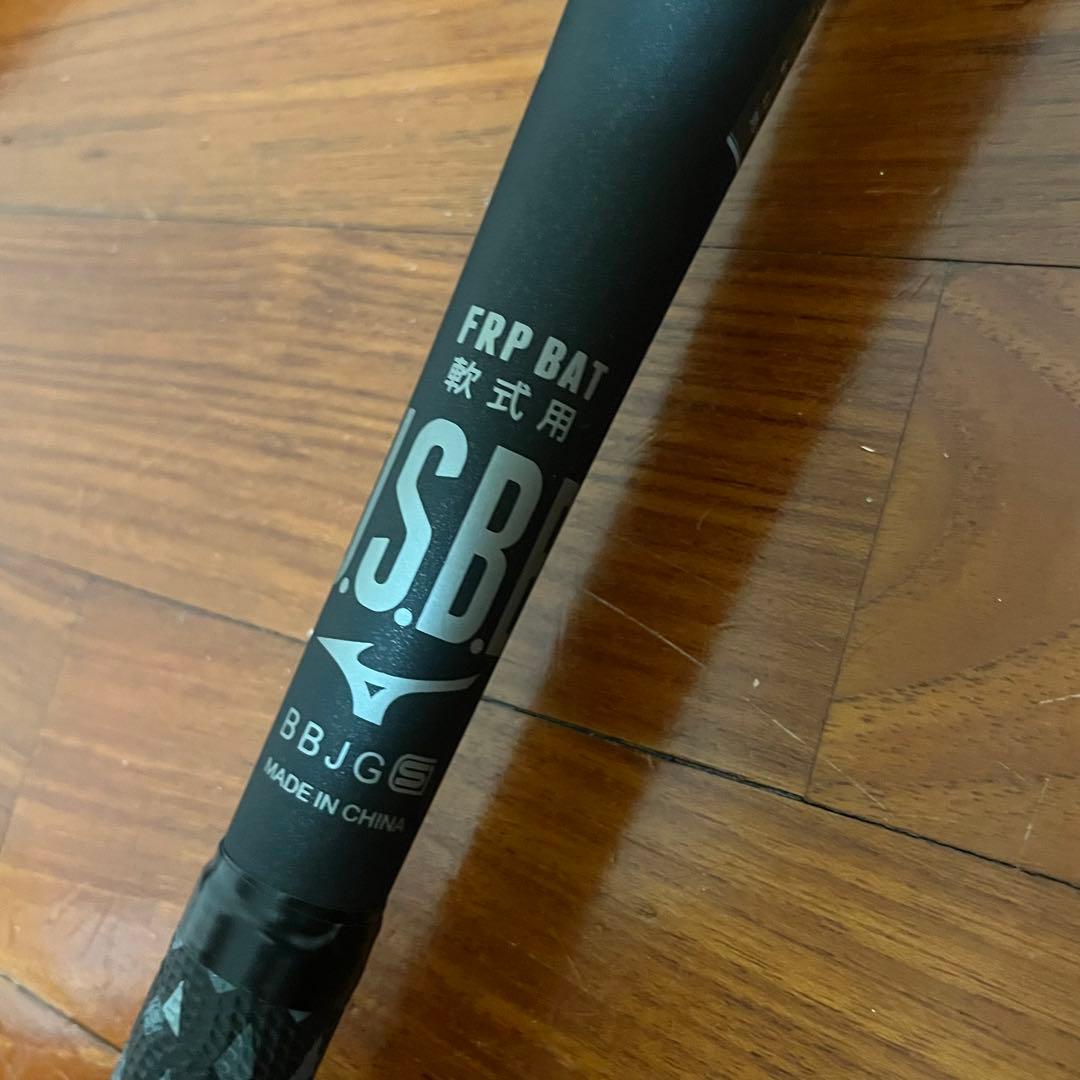 FRP BAT
軟式用
.S.B.
BBJG S
MADE IN CHINA